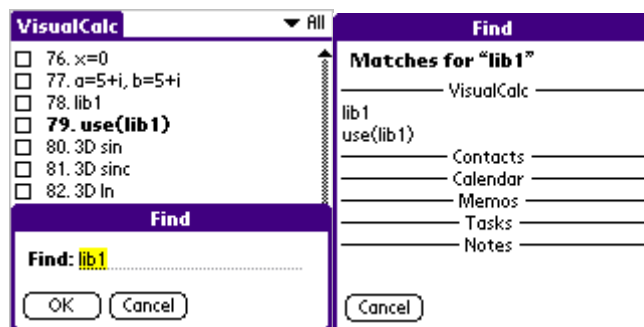 VisualCalc
All
76. x=0
77. a=5+i, b=5+i
78. lib1
79. use(lib1)
80. 3D sin
81. 3D sinc
82. 3D ln
Find
Find: lib1
OK
Cancel
Find
Matches for “lib1”
VisualCalc
lib1
use(lib1)
Contacts
Calendar
Memos
Tasks
Notes
Cancel